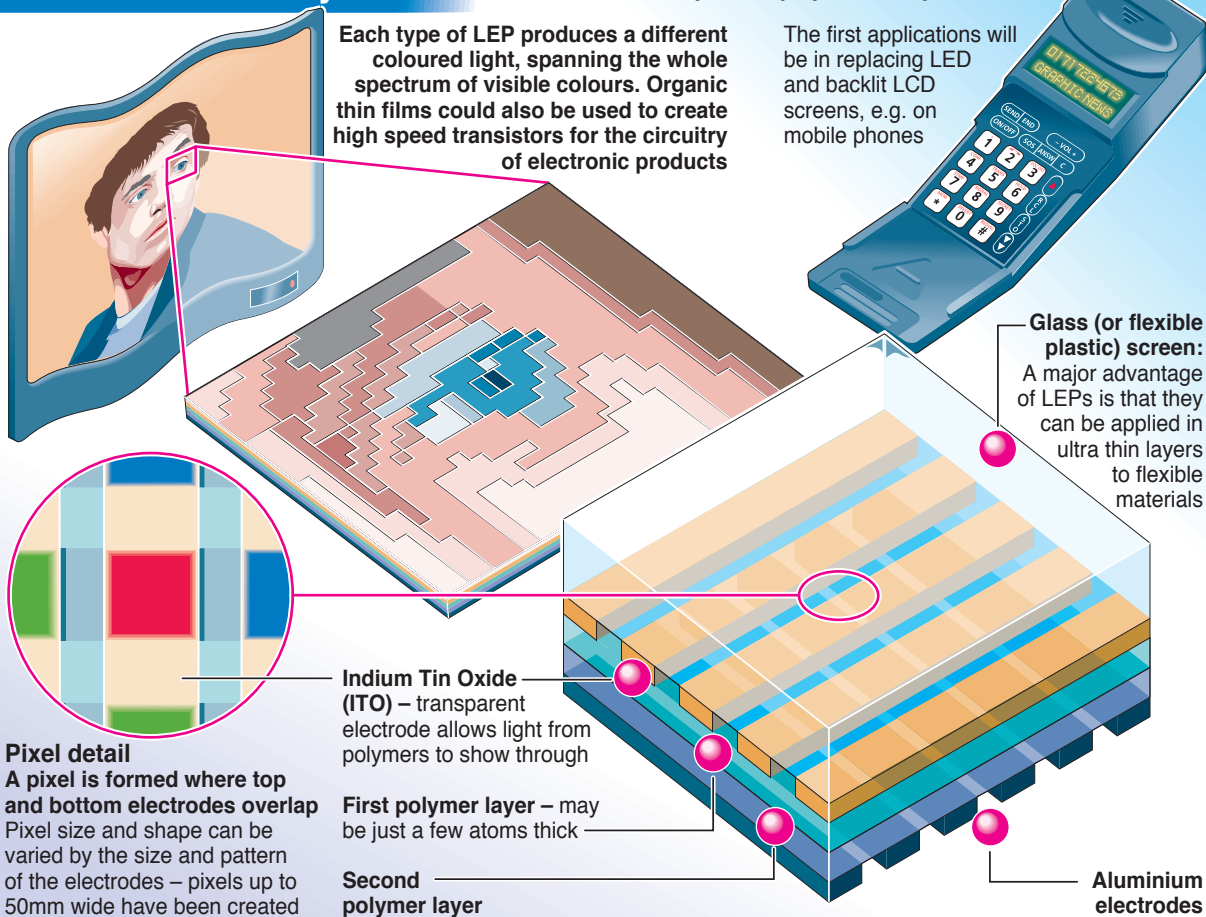 Each type of LEP produces a different
coloured light, spanning the whole
spectrum of visible colours. Organic
thin films could also be used to create
high speed transistors for the circuitry
of electronic products
The first applications will
be in replacing LED
and backlit LCD
screens, e.g. on
mobile phones
01717224673
GRAPHIC NEWS
SEND END
ON/OFF SOS ANSW C
- VOL +
1 2 3
4 5 6
7 8 9
* 0 #
RCL
STO
Glass (or flexible
plastic) screen:
A major advantage
of LEPs is that they
can be applied in
ultra thin layers
to flexible
materials
Indium Tin Oxide
(ITO) – transparent
electrode allows light from
polymers to show through
First polymer layer – may
be just a few atoms thick
Second
polymer layer
Aluminium
electrodes
Pixel detail
A pixel is formed where top
and bottom electrodes overlap
Pixel size and shape can be
varied by the size and pattern
of the electrodes – pixels up to
50mm wide have been created